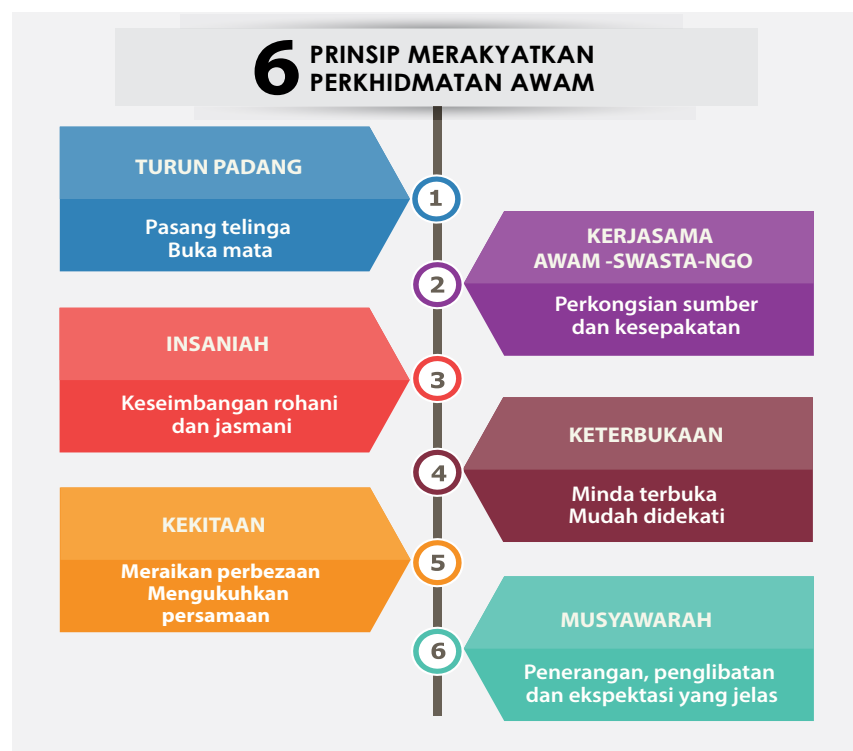 6 PRINSIP MERAKYATKAN
PERKHIDMATAN AWAM
TURUN PADANG
Pasang telinga
Buka mata
1
KERJASAMA
AWAM -SWASTA-NGO
Perkongsian sumber
dan kesepakatan
2
INSANIAH
Keseimbangan rohani
dan jasmani
3
KETERBUKAAN
Minda terbuka
Mudah didekati
4
KEKITAAN
Meraikan perbezaan
Mengukuhkan
persamaan
5
MUSYAWARAH
Penerangan, penglibatan
dan ekspektasi yang jelas
6